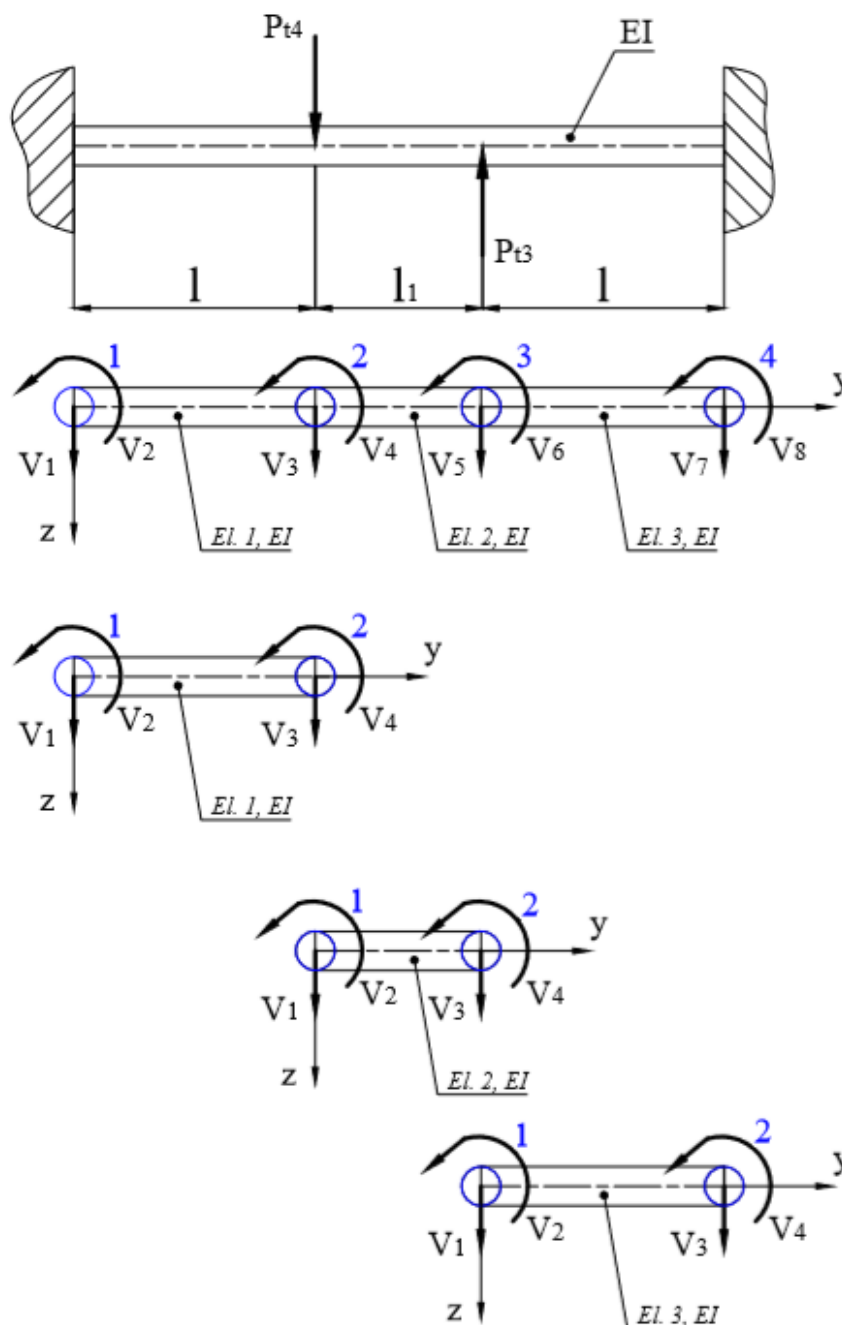 Pt4 EI
Pt3
l l1 l
1 2 3 4 y
V1 V2 V3 V4 V5 V6 V7 V8
z El. 1, EI El. 2, EI El. 3, EI
1 2 y
V1 V2 V3 V4
z El. 1, EI
1 2 y
V1 V2 V3 V4
z El. 2, EI
1 2 y
V1 V2 V3 V4
z El. 3, EI